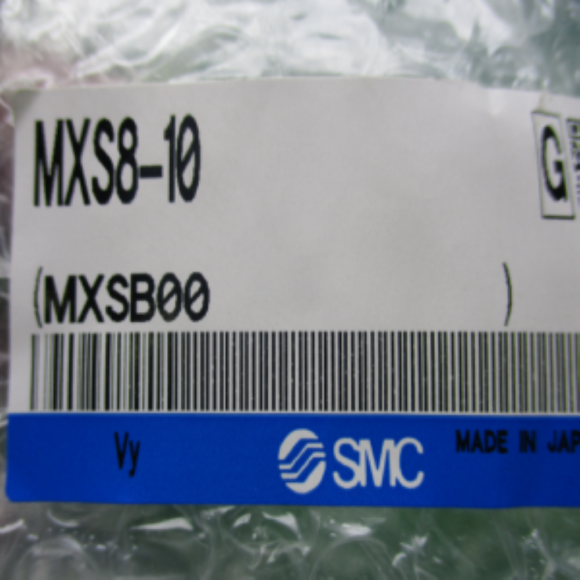 MXS8-10
G
(MXSB00 )
Vy
SMC
MADE IN JAP